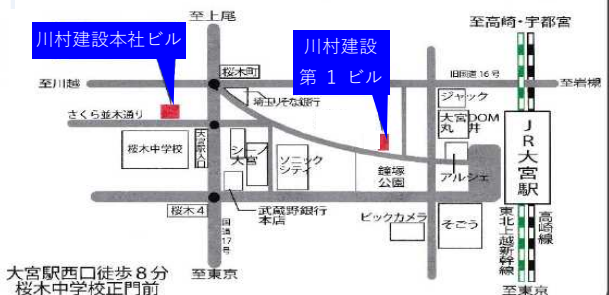 至上尾
至高崎・宇都宮
川村建設本社ビル
川村建設
第 1 ビル
桜木町
至川越
旧国道16号
至岩槻
埼玉りそな銀行
ジャック
さくら並木通り
大宮DOM
丸井
桜木中学校
大宮駅入口
シーノ
大宮
ソニック
シティ
鐘塚
公園
アルシェ
JR大宮駅
桜木4
国道17号
武蔵野銀行
本店
ビックカメラ
そごう
東北上越新幹線
高崎線
大宮駅西口徒歩8分
桜木中学校正門前
至東京
至東京